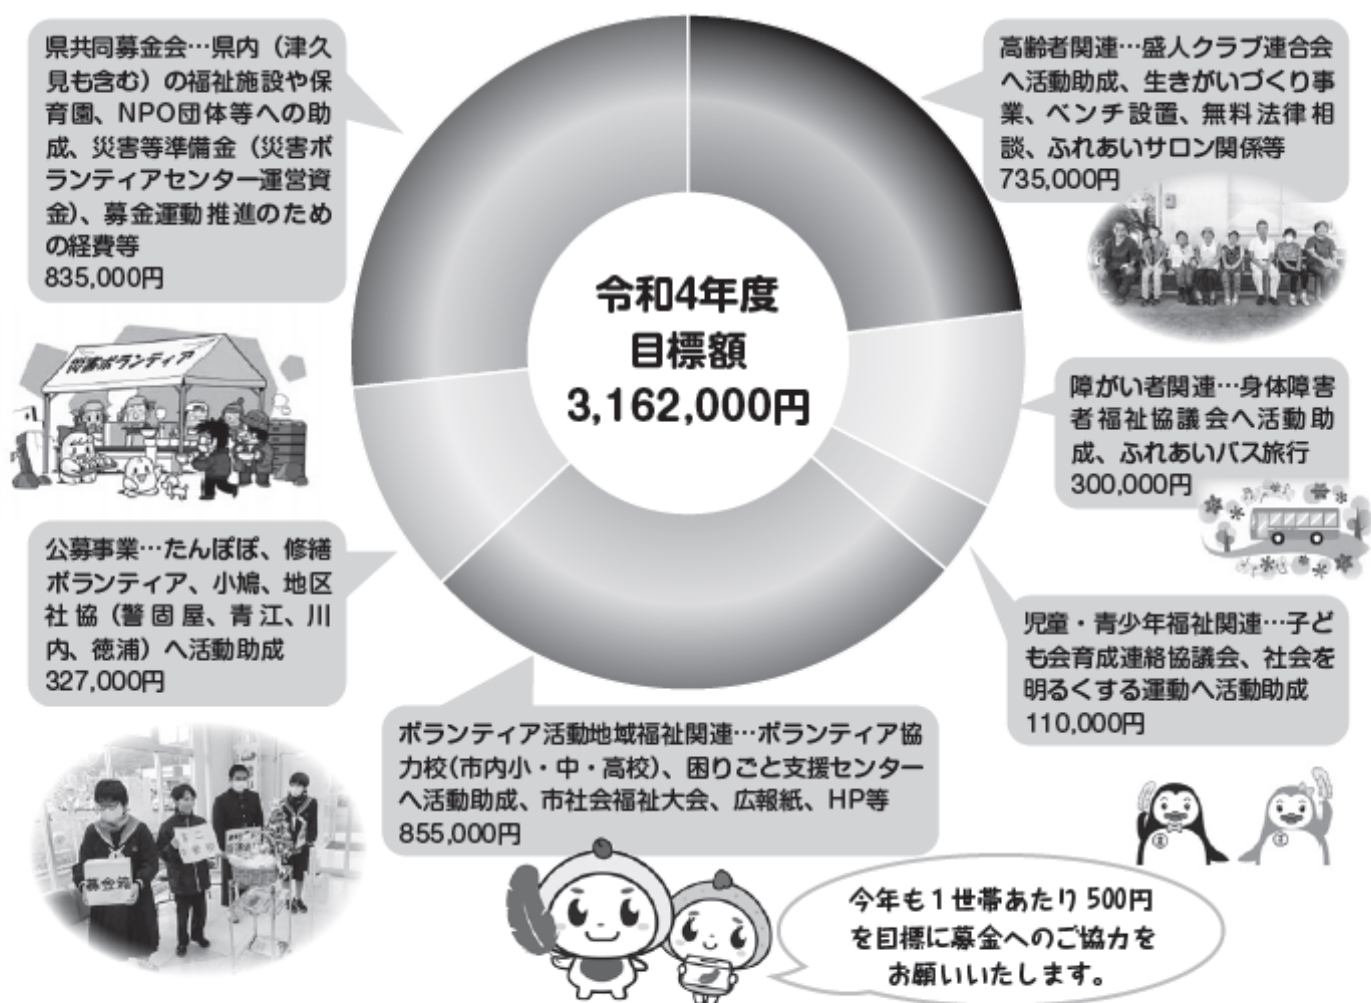 県共同募金会…県内（津久
見も含む）の福祉施設や保
育園、NPO団体等への助
成、災害等準備金（災害ボ
ランティアセンター運営資
金）、募金運動推進のため
の経費等
835,000円
高齢者関連…盛人クラブ連合会
へ活動助成、生きがいづくり事
業、ベンチ設置、無料法律相
談、ふれあいサロン関係等
735,000円
令和4年度
目標額
3,162,000円
災害ボランティア
障がい者関連…身体障害
者福祉協議会へ活動助
成、ふれあいバス旅行
300,000円
公募事業…たんぽぽ、修繕
ボランティア、小鳩、地区
社協（警固屋、青江、川
内、徳浦）へ活動助成
327,000円
児童・青少年福祉関連…子ど
も会育成連絡協議会、社会を
明るくする運動へ活動助成
110,000円
ボランティア活動地域福祉関連…ボランティア協
力校(市内小・中・高校)、困りごと支援センター
へ活動助成、市社会福祉大会、広報紙、HP等
855,000円
募金箱
今年も1世帯あたり500円
を目標に募金へのご協力を
お願いいたします。